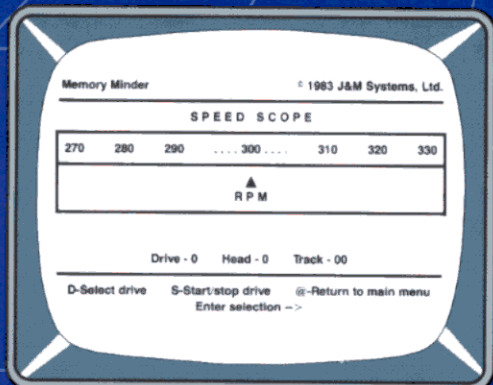 Memory Minder © 1983 J&M Systems, Ltd.
SPEED SCOPE
270 280 290 ....300.... 310 320 330
RPM
Drive - 0 Head - 0 Track - 00
D-Select drive S-Start/stop drive @-Return to main menu
Enter selection -->